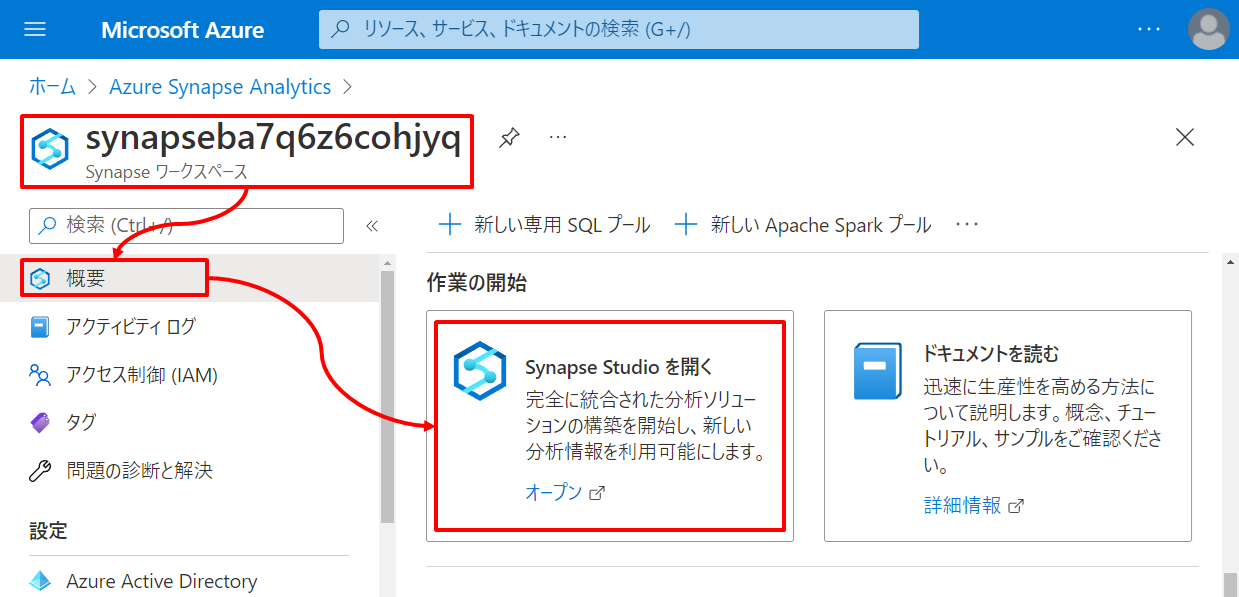 Microsoft Azure
リソース、サービス、ドキュメントの検索 (G+/)
ホーム > Azure Synapse Analytics >
synapseba7q6z6cohjyq
Synapse ワークスペース
検索 (Ctrl+/)
新しい専用 SQL プール
新しい Apache Spark プール
概要
アクティビティ ログ
アクセス制御 (IAM)
タグ
問題の診断と解決
設定
Azure Active Directory
作業の開始
Synapse Studio を開く
完全に統合された分析ソリュー
ションの構築を開始し、新しい
分析情報を利用可能にします。
オープン
ドキュメントを読む
迅速に生産性を高める方法に
ついて説明します。概念、チュー
トリアル、サンプルをご確認くださ
い。
詳細情報